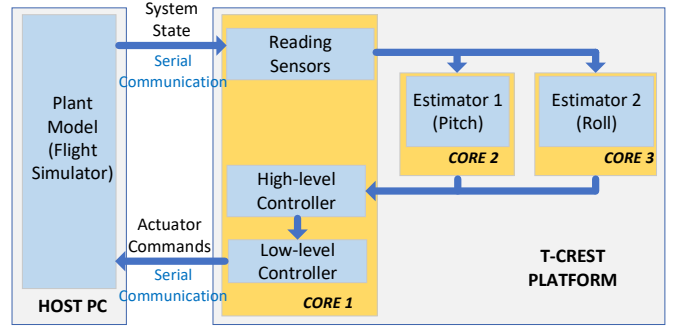 System
State
Serial
Communication
Plant
Model
(Flight
Simulator)
HOST PC
Reading
Sensors
Estimator 1
(Pitch)
CORE 2
Estimator 2
(Roll)
CORE 3
High-level
Controller
Actuator
Commands
Serial
Communication
Low-level
Controller
CORE 1
T-CREST
PLATFORM